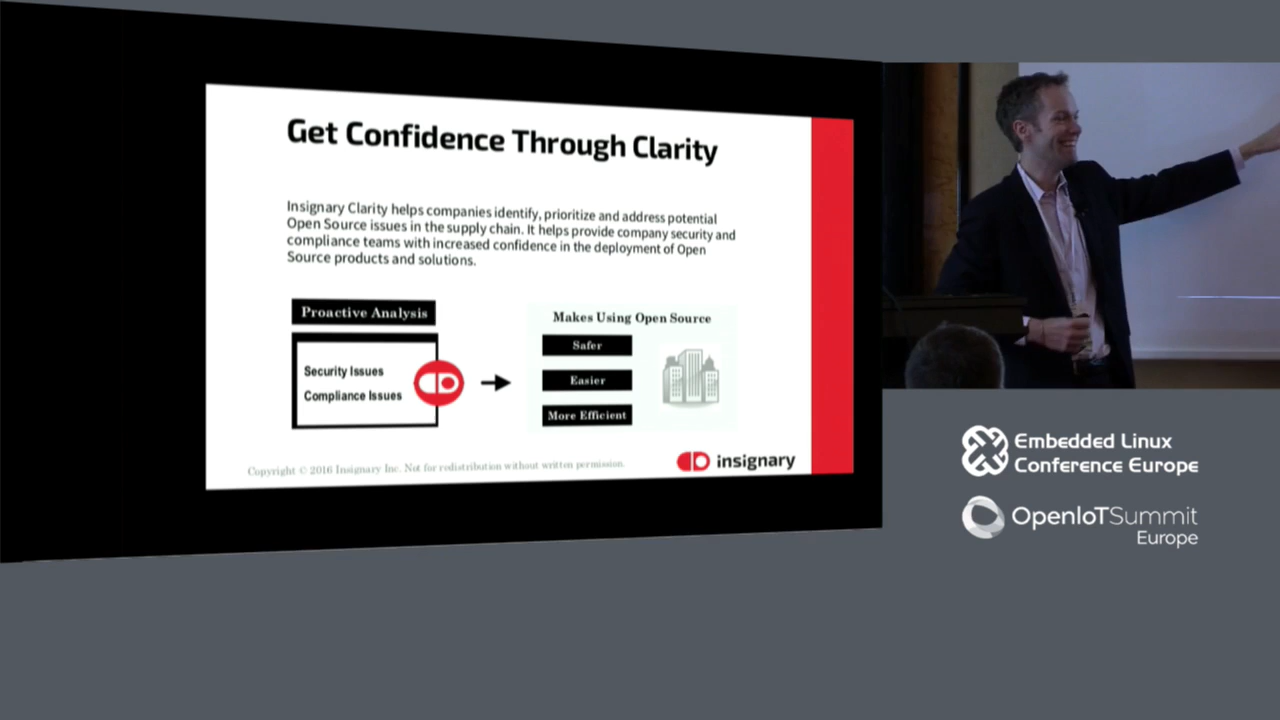 Get Confidence Through Clarity
Insignary Clarity helps companies identify, prioritize and address potential
Open Source issues in the supply chain. It helps provide company security and
compliance teams with increased confidence in the deployment of Open
Source products and solutions.
Proactive Analysis
Security Issues
Compliance Issues
Makes Using Open Source
Safer
Easier
More Efficient
Copyright © 2016 Insignary Inc. Not for redistribution without written permission.
insignary
Embedded Linux
Conference Europe
OpenIoTSummit
Europe